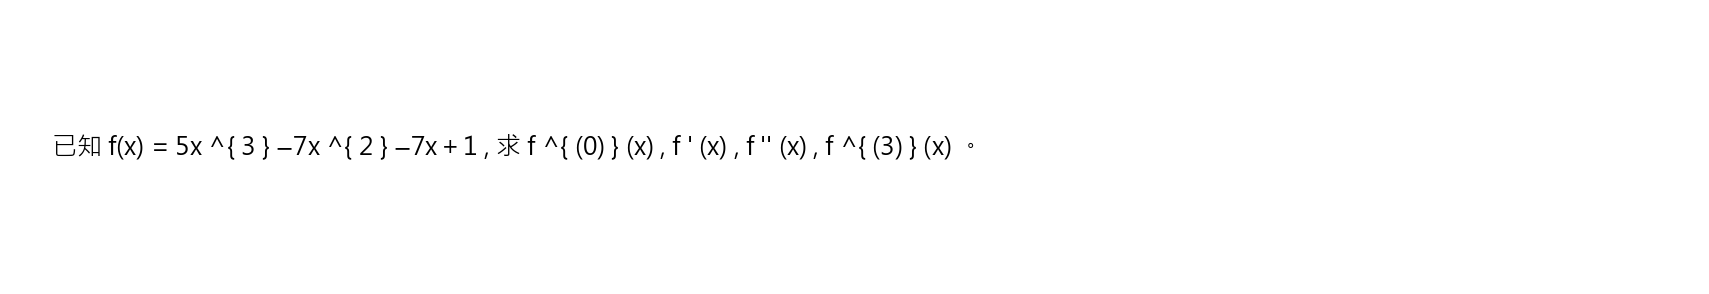 已知 f(x) = 5x ^{ 3 } –7x ^{ 2 } –7x + 1 , 求 f ^{ (0) } (x) , f ' (x) , f '' (x) , f ^{ (3) } (x) 。